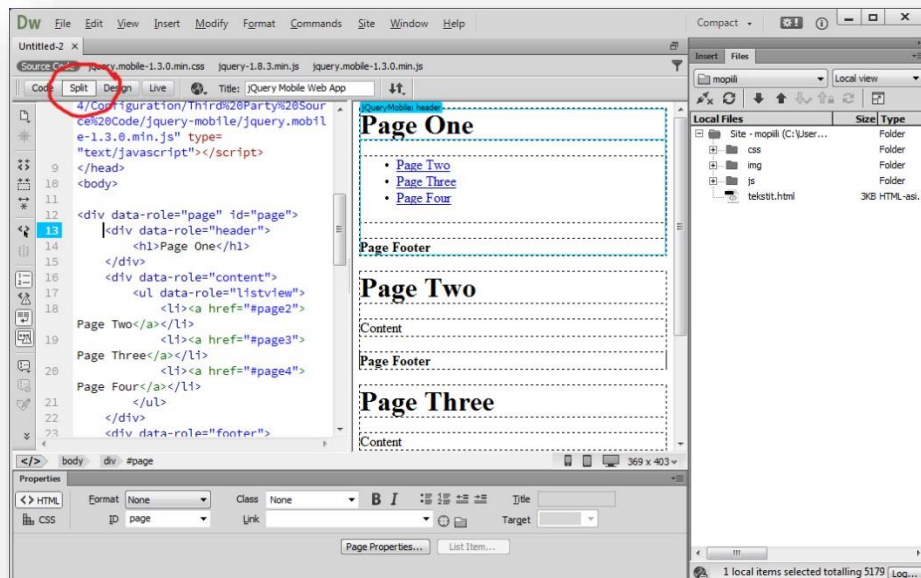 Dw File Edit View Insert Modify Format Commands Site Window Help
Compact
Untitled-2 ×
Source Code jquery.mobile-1.3.0.min.css jquery-1.8.3.min.js jquery.mobile-1.3.0.min.js
Code Split Design Live Title: jQuery Mobile Web App
4/Configuration/Third%20Party%20Sour
ce%20Code/jquery-mobile/jquery.mobil
e-1.3.0.min.js" type=
"text/javascript"></script>
9 </head>
10 <body>
11
12 <div data-role="page" id="page">
13 <div data-role="header">
14 <h1>Page One</h1>
15 </div>
16 <div data-role="content">
17 <ul data-role="listview">
18 <li><a href="#page2">
Page Two</a></li>
19 <li><a href="#page3">
Page Three</a></li>
20 <li><a href="#page4">
Page Four</a></li>
21 </ul>
22 </div>
23 <div data-role="footer">
jQueryMobile: header
Page One
• Page Two
• Page Three
• Page Four
Page Footer
Page Two
Content
Page Footer
Page Three
Content
</> body div #page
369 x 403
Properties
<> HTML Format None Class None B I Title
CSS ID page Link Target
Page Properties... List Item...
Insert Files
mopiili Local view
Local Files Size Type
Site - mopiili (C:\User... Folder
css Folder
img Folder
js Folder
tekstit.html 3KB HTML-asi...
1 local items selected totalling 5179 Log...